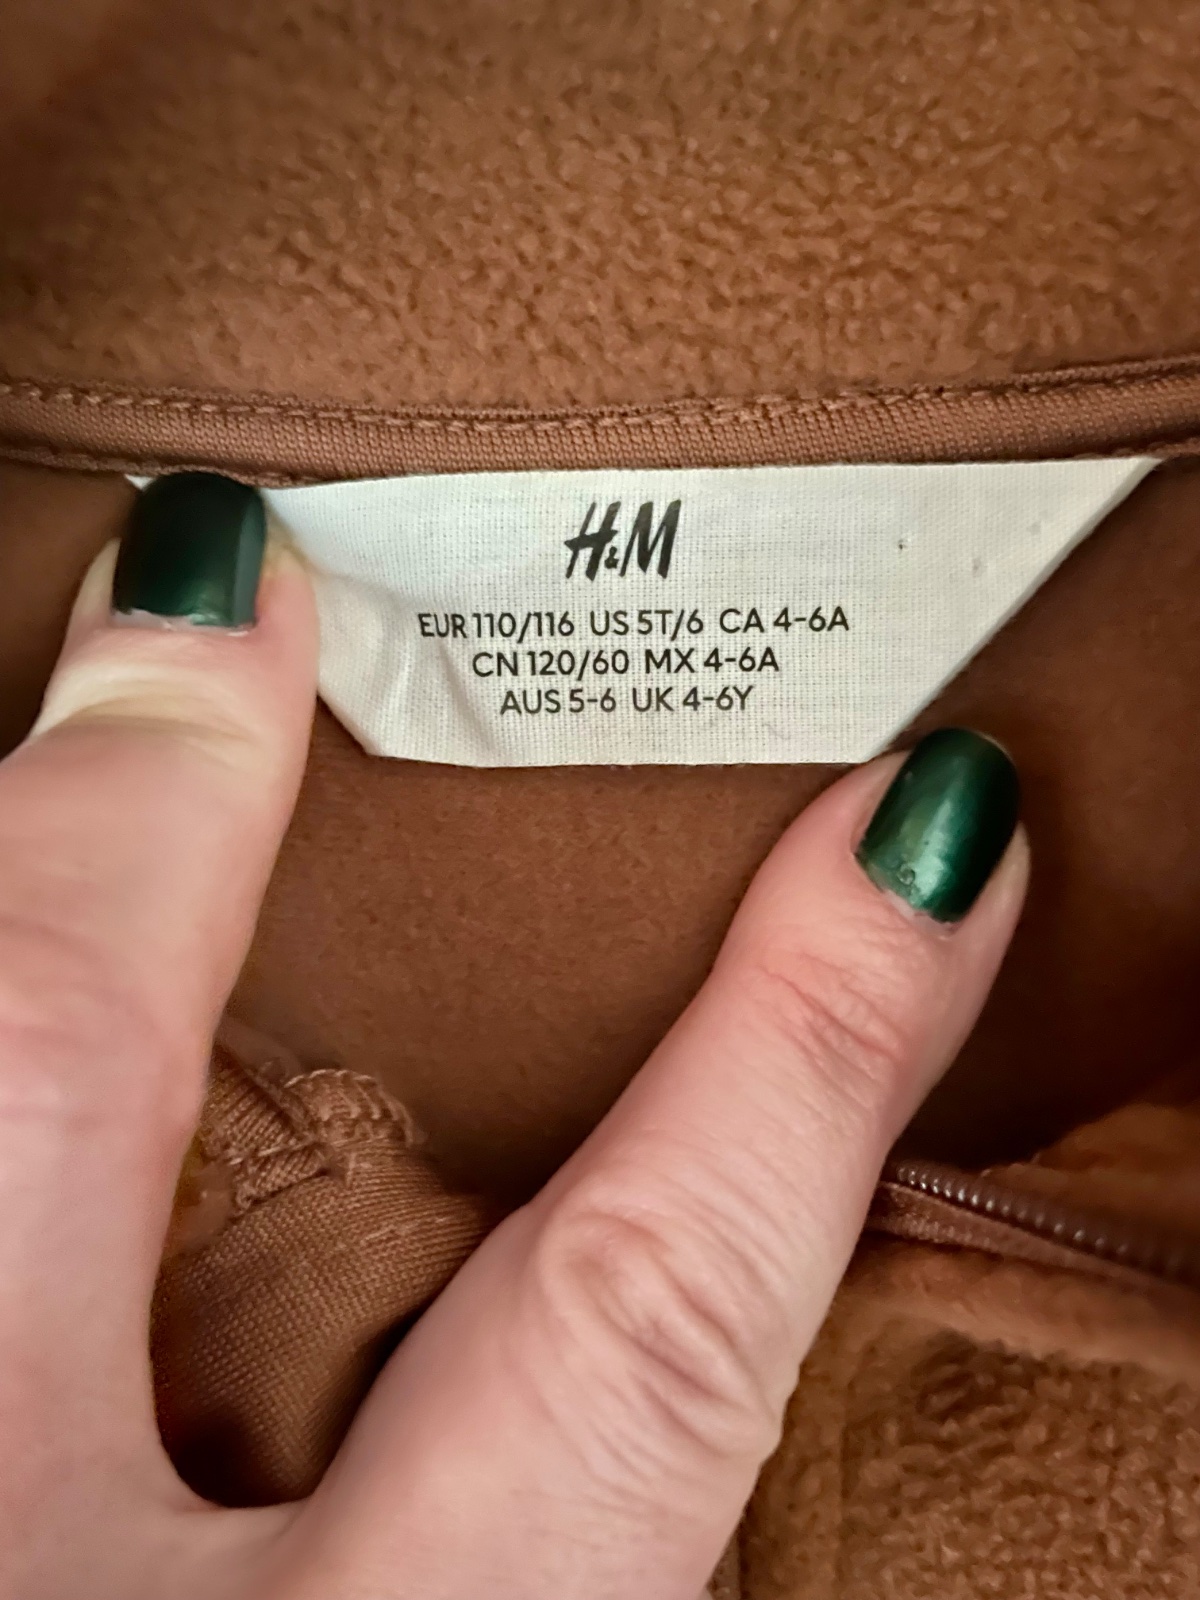 H&M
EUR 110/116 US 5T/6 CA 4-6A
CN 120/60 MX 4-6A
AUS 5-6 UK 4-6Y